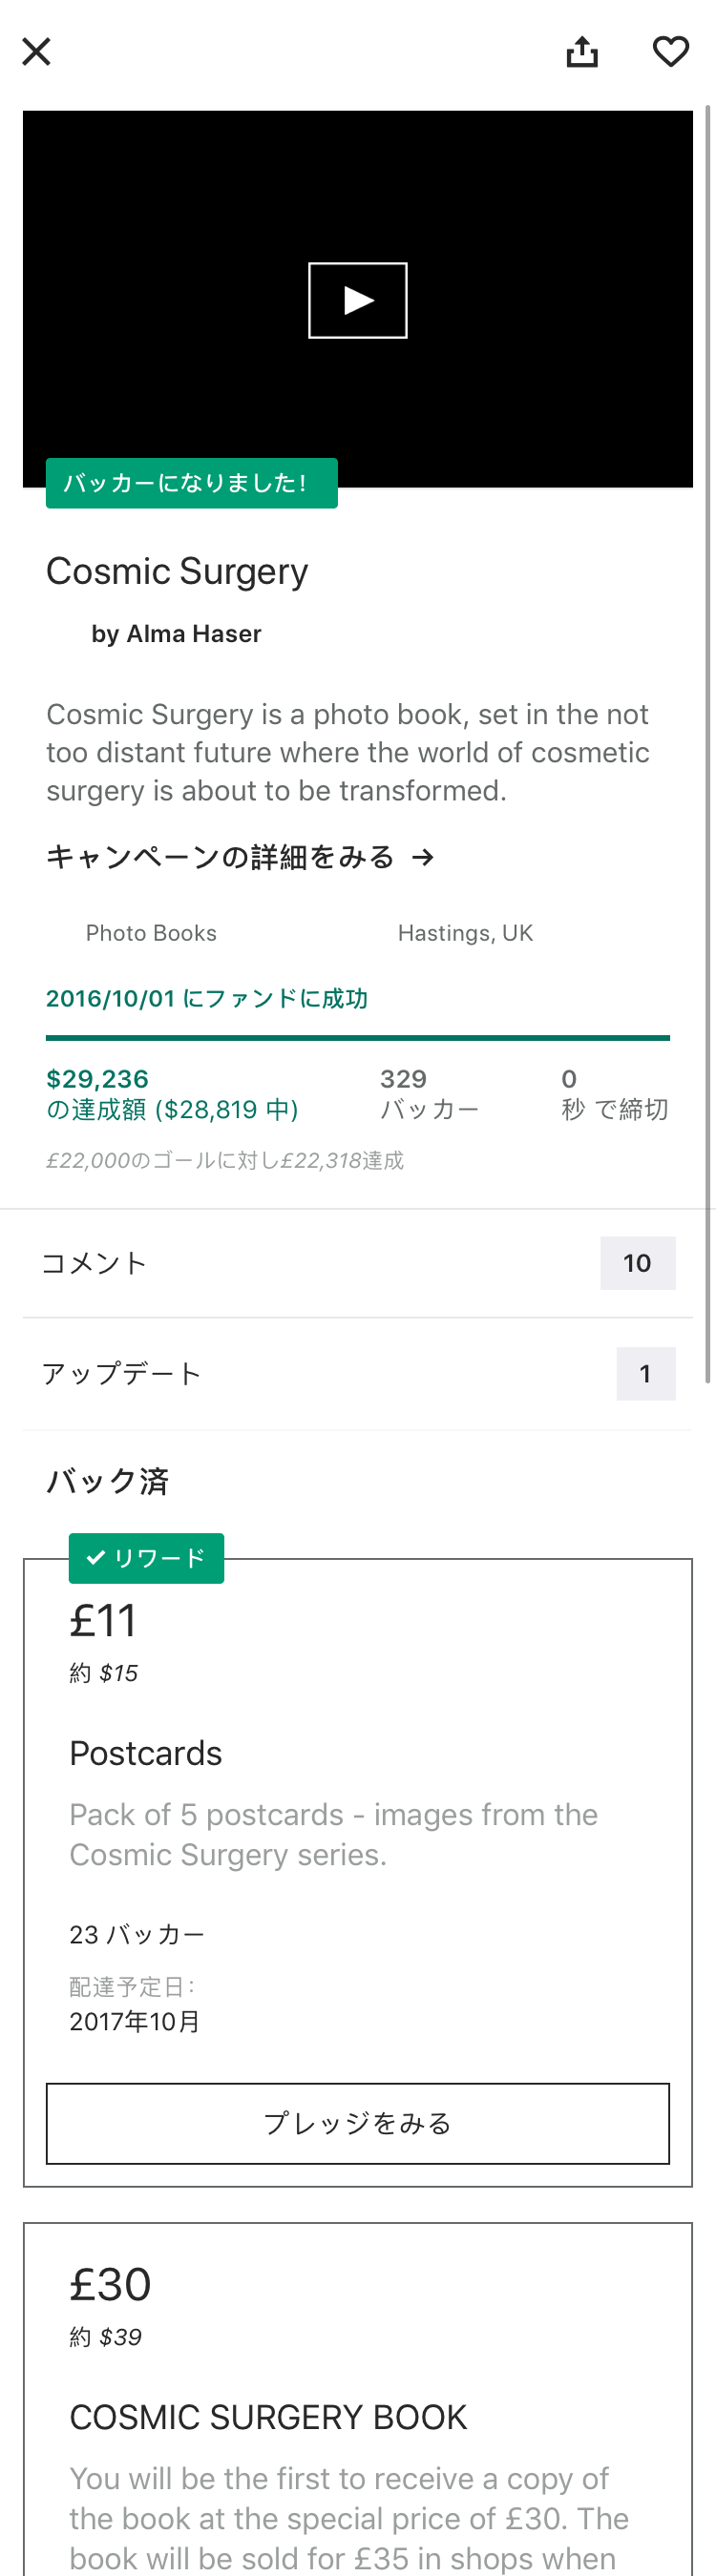 バッカーになりました!
Cosmic Surgery
by Alma Haser
Cosmic Surgery is a photo book, set in the not
too distant future where the world of cosmetic
surgery is about to be transformed.
キャンペーンの詳細をみる →
Photo Books Hastings, UK
2016/10/01 にファンドに成功
$29,236 329 0
の達成額 ($28,819 中) バッカー 秒 で締切
£22,000のゴールに対し£22,318達成
コメント 10
アップデート 1
バック済
✓ リワード
£11
約 $15
Postcards
Pack of 5 postcards - images from the
Cosmic Surgery series.
23 バッカー
配達予定日:
2017年10月
プレッジをみる
£30
約 $39
COSMIC SURGERY BOOK
You will be the first to receive a copy of
the book at the special price of £30. The
book will be sold for £35 in shops when